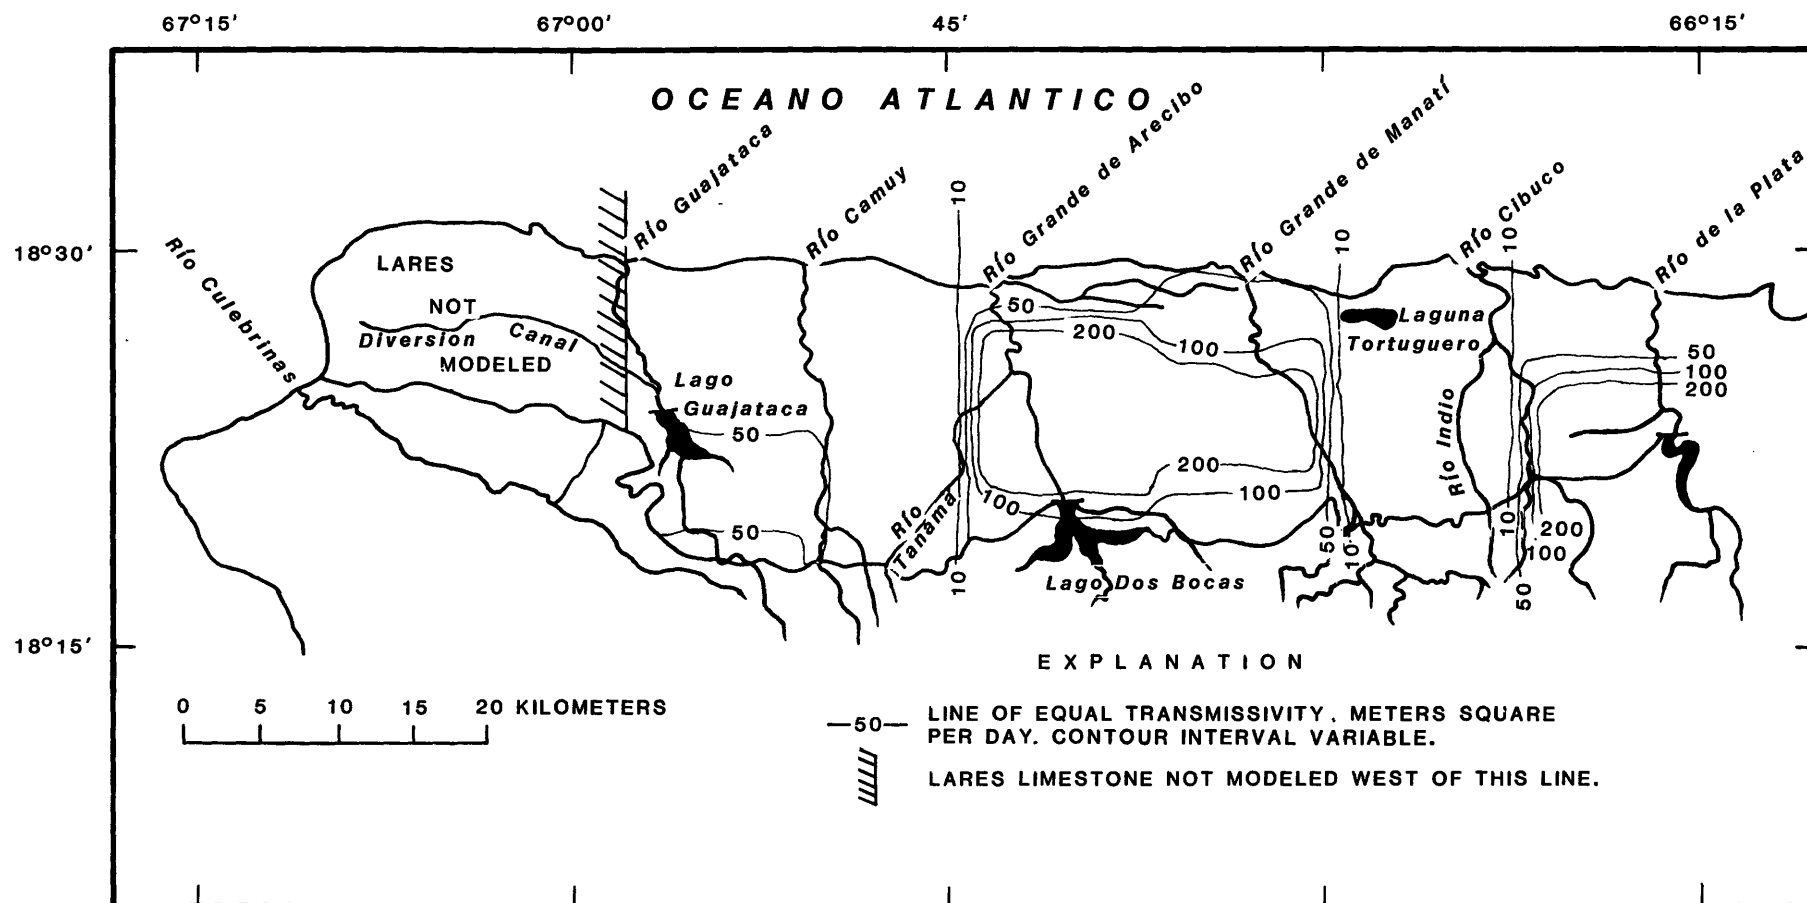 67°15' 67°00' 45' 66°15'
OCEANO ATLANTICO
Río Culebrinas
Río Guajataca
Río Camuy
Río Grande de Arecibo
Río Grande de Manatí
Río Cibuco
Río de la Plata
18°30'
18°15'
LARES
NOT
MODELED
Diversion Canal
Lago
Guajataca
50
50
10
10
50
200
100
200
100
100
Río
Tanamá
Lago Dos Bocas
10
50
10
Laguna
Tortuguero
Río Indio
10
10
50
50
100
200
200
100
0 5 10 15 20 KILOMETERS
EXPLANATION
—50— LINE OF EQUAL TRANSMISSIVITY, METERS SQUARE
PER DAY. CONTOUR INTERVAL VARIABLE.
LARES LIMESTONE NOT MODELED WEST OF THIS LINE.